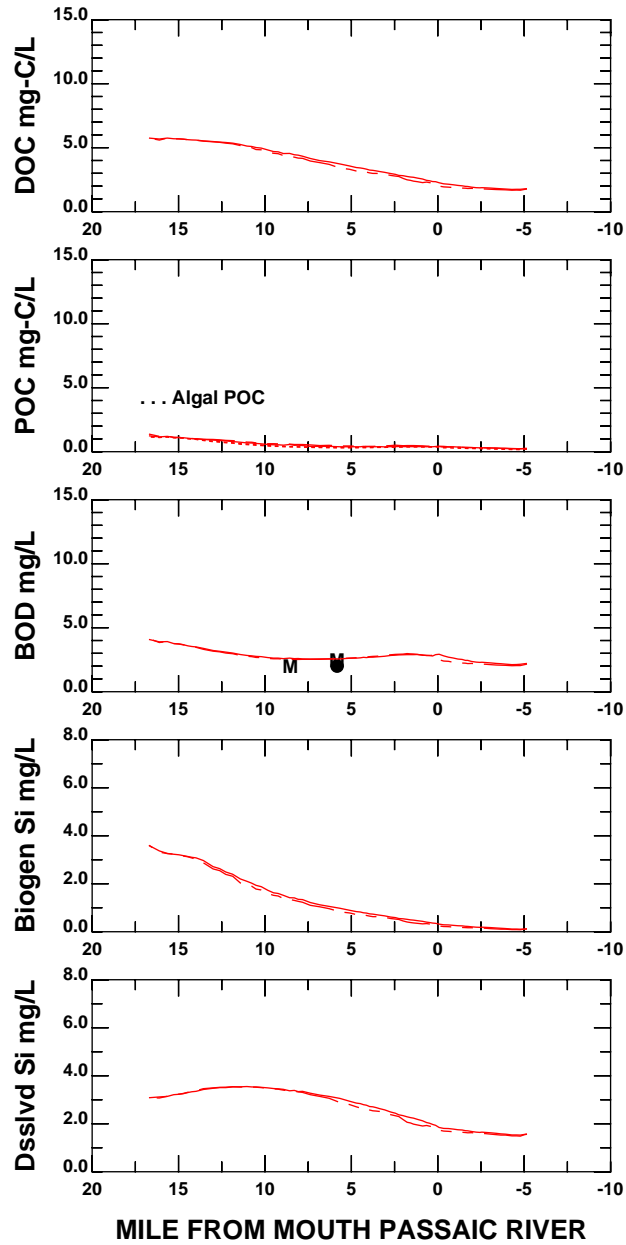 DOC mg-C/L
15.0
10.0
5.0
0.0
20 15 10 5 0 -5 -10
POC mg-C/L
15.0
10.0
5.0
0.0
. . . Algal POC
20 15 10 5 0 -5 -10
BOD mg/L
15.0
10.0
5.0
0.0
M M
20 15 10 5 0 -5 -10
Biogen Si mg/L
8.0
6.0
4.0
2.0
0.0
20 15 10 5 0 -5 -10
Dsslvd Si mg/L
8.0
6.0
4.0
2.0
0.0
20 15 10 5 0 -5 -10
MILE FROM MOUTH PASSAIC RIVER